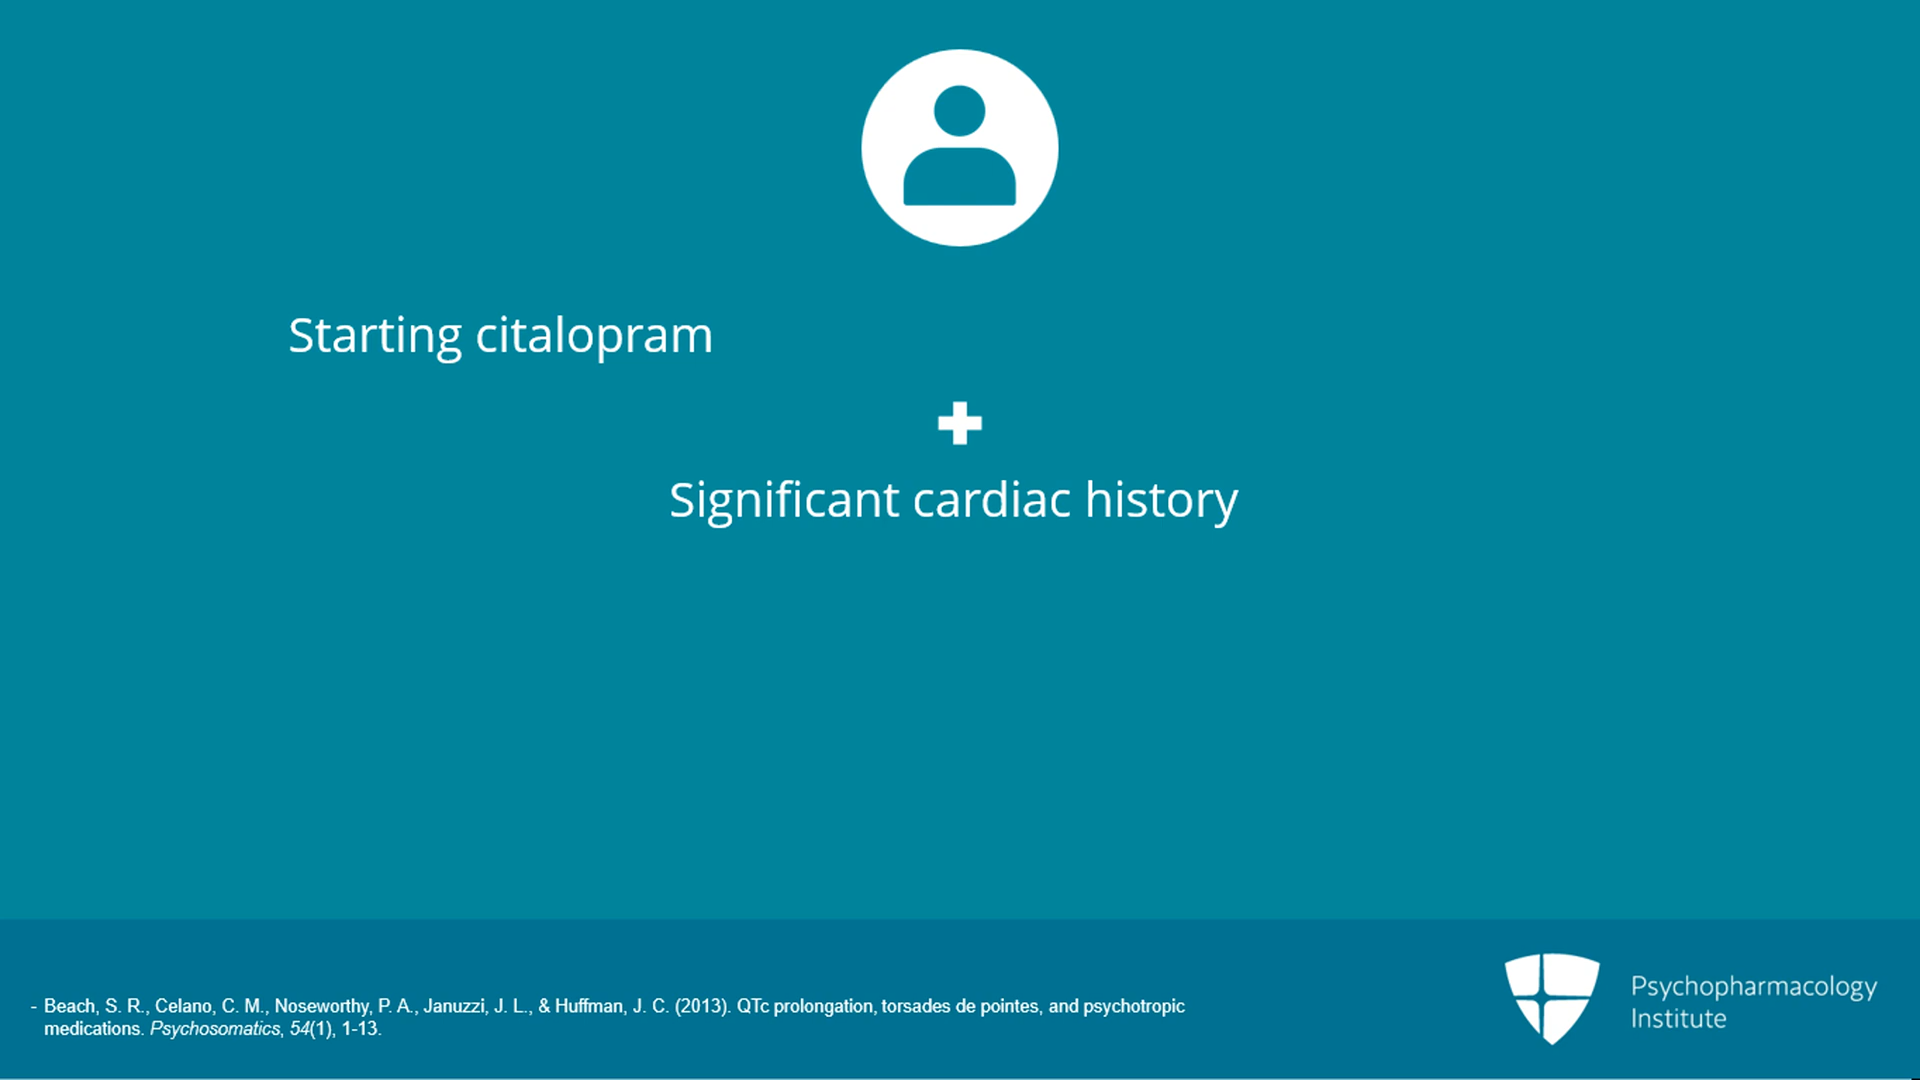 Starting citalopram
Significant cardiac history
- Beach, S. R., Celano, C. M., Noseworthy, P. A., Januzzi, J. L., & Huffman, J. C. (2013). QTc prolongation, torsades de pointes, and psychotropic
medications. Psychosomatics, 54(1), 1-13.
Psychopharmacology
Institute